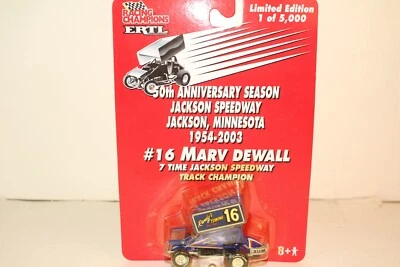 RACING
CHAMPIONS
ERTL
Limited Edition
1 of 5,000
50th ANNIVERSARY SEASON
JACKSON SPEEDWAY
JACKSON, MINNESOTA
1954-2003
#16 MARV DEWALL
7 TIME JACKSON SPEEDWAY
TRACK CHAMPION
TOWING
16
8+